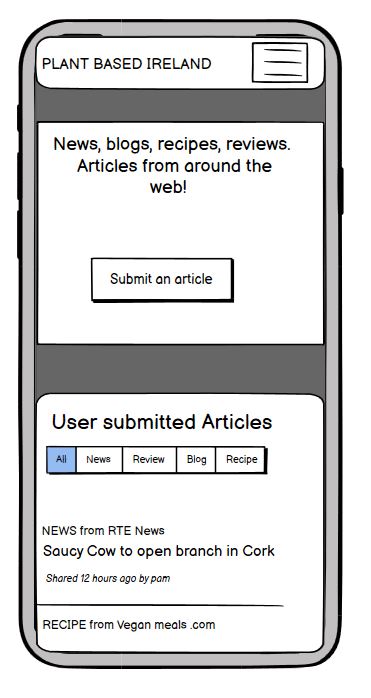 PLANT BASED IRELAND
News, blogs, recipes, reviews.
Articles from around the
web!
Submit an article
User submitted Articles
All News Review Blog Recipe
NEWS from RTE News
Saucy Cow to open branch in Cork
Shared 12 hours ago by pam
RECIPE from Vegan meals .com